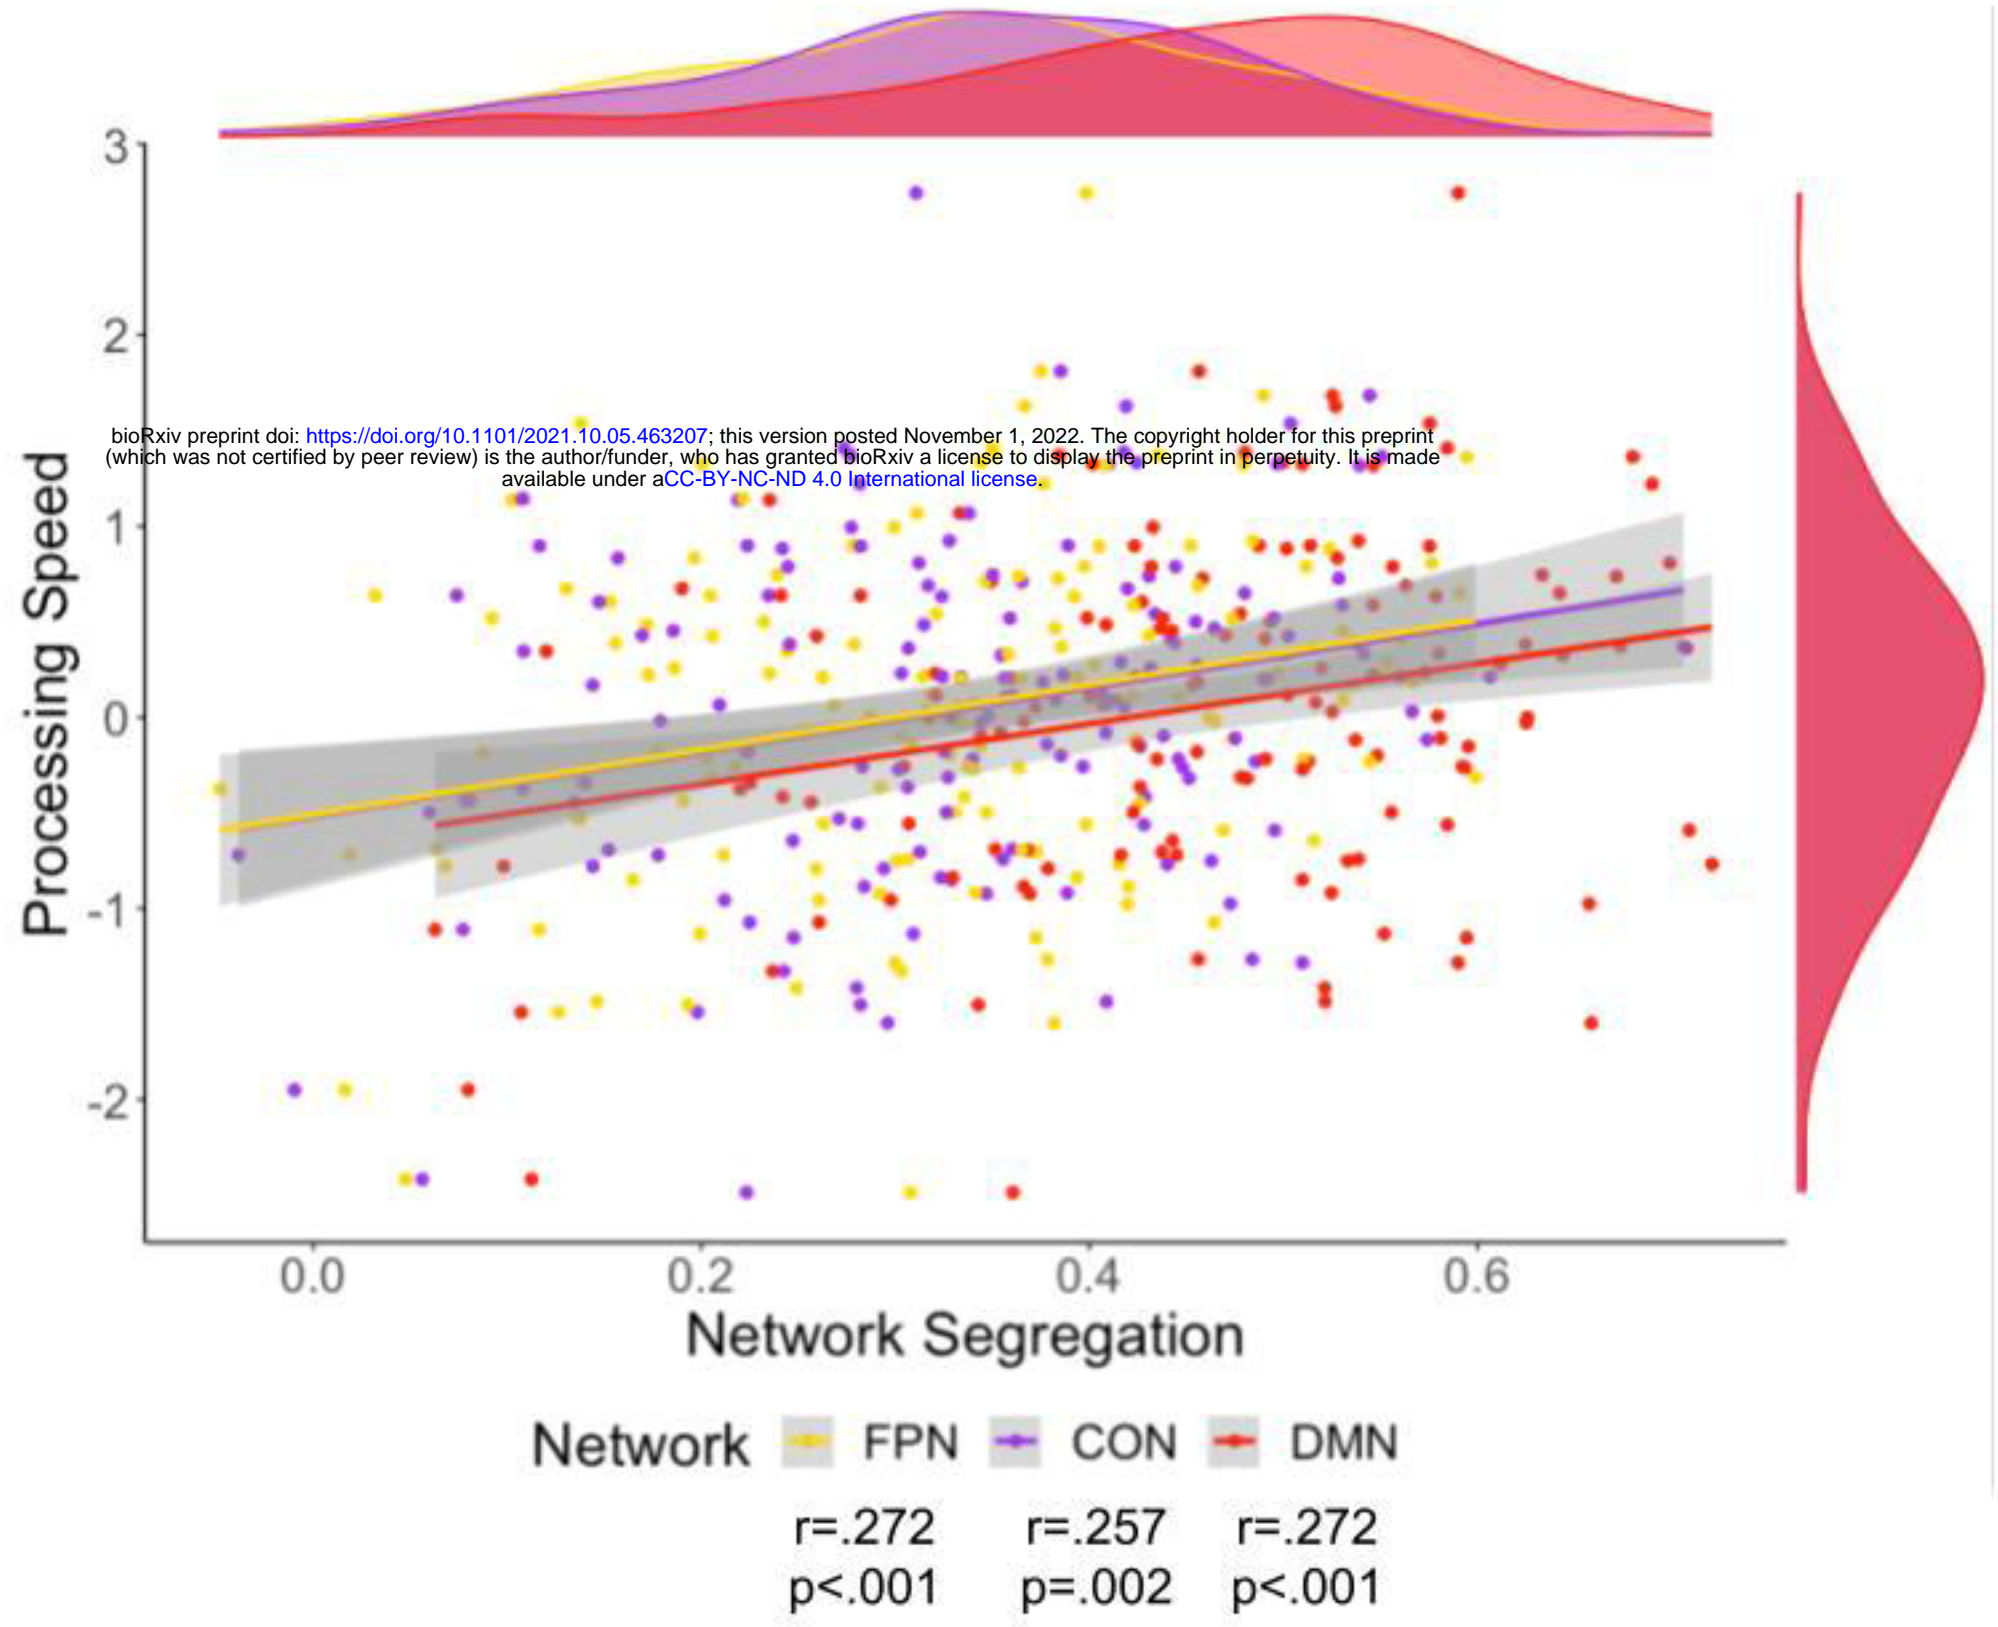 3
2
bioRxiv preprint doi: https://doi.org/10.1101/2021.10.05.463207; this version posted November 1, 2022. The copyright holder for this preprint
(which was not certified by peer review) is the author/funder, who has granted bioRxiv a license to display the preprint in perpetuity. It is made
available under aCC-BY-NC-ND 4.0 International license.
1
Processing Speed
0
-1
-2
0.0 0.2 0.4 0.6
Network Segregation
Network FPN CON DMN
r=.272 r=.257 r=.272
p<.001 p=.002 p<.001